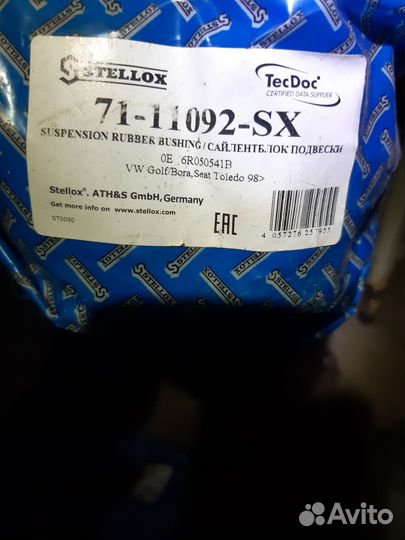 STELLOX
TecDoc
CERTIFIED DATA SUPPLIER
71-11092-SX
SUSPENSION RUBBER BUSHING / САЙЛЕНТБЛОК ПОДВЕСКИ
0E 6R050541B
VW Golf/Bora, Seat Toledo 98>
Stellox®. ATH&S GmbH, Germany
Get more info on www.stellox.com
ST0090
EAC
Avito